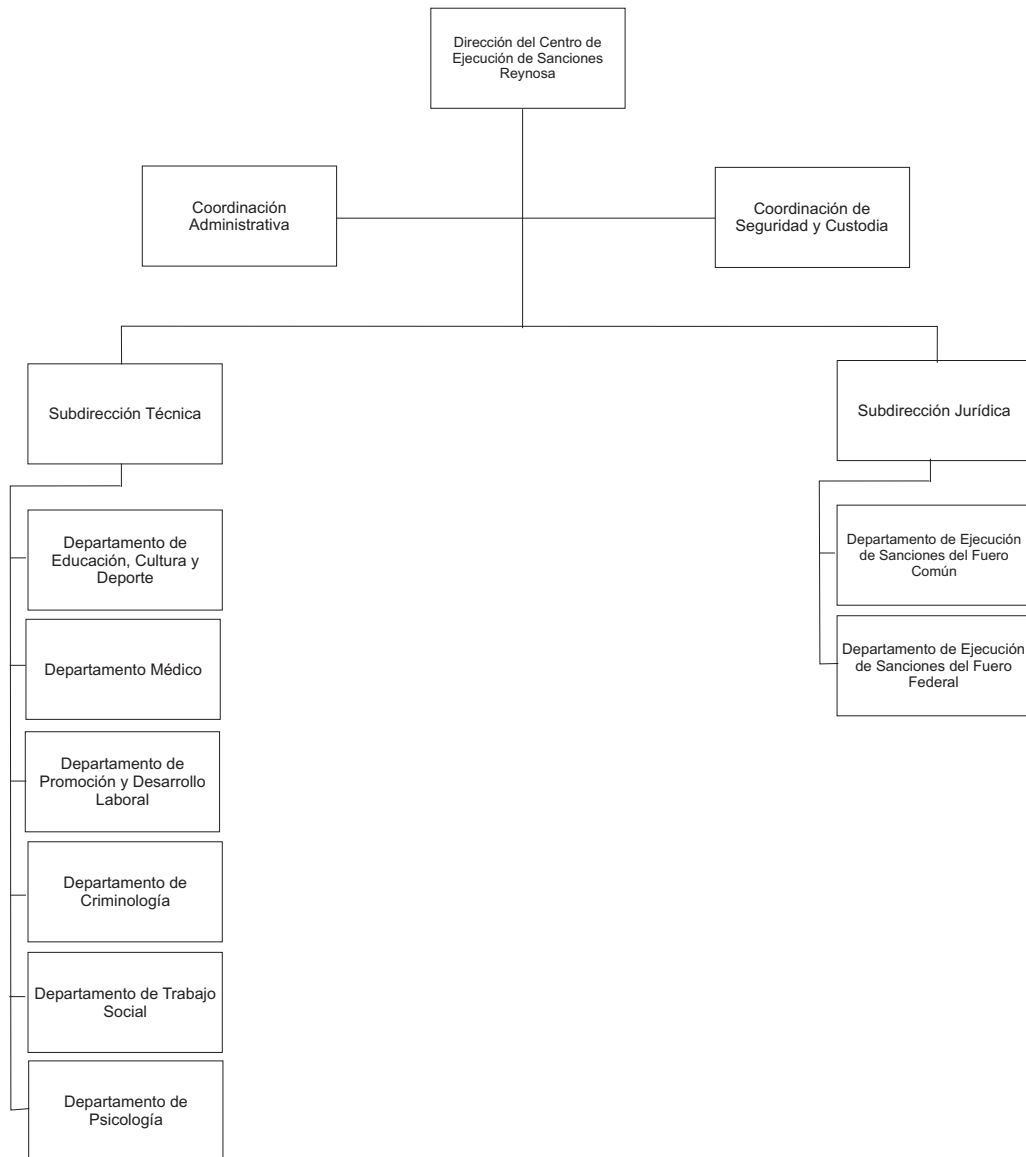 Dirección del Centro de
Ejecución de Sanciones
Reynosa
Coordinación
Administrativa
Coordinación de
Seguridad y Custodia
Subdirección Técnica
Subdirección Jurídica
Departamento de
Educación, Cultura y
Deporte
Departamento Médico
Departamento de
Promoción y Desarrollo
Laboral
Departamento de
Criminología
Departamento de Trabajo
Social
Departamento de
Psicología
Departamento de Ejecución
de Sanciones del Fuero
Común
Departamento de Ejecución
de Sanciones del Fuero
Federal